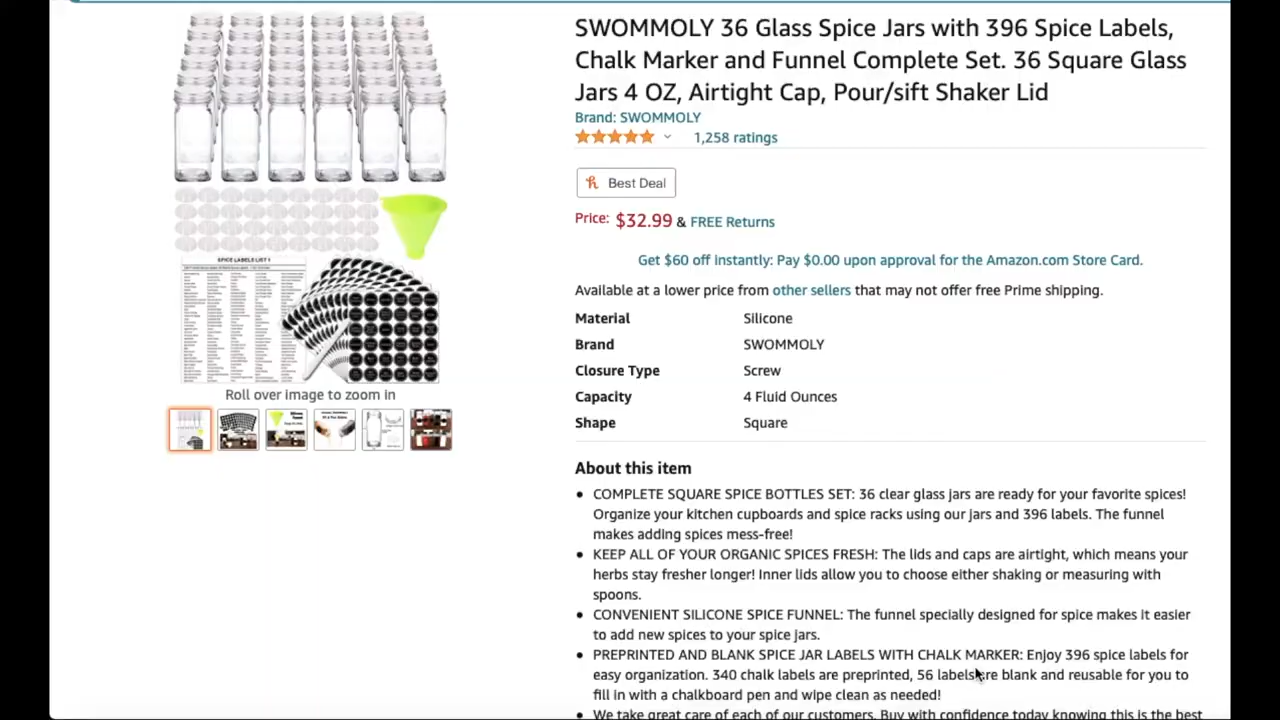 SWOMMOLY 36 Glass Spice Jars with 396 Spice Labels,
Chalk Marker and Funnel Complete Set. 36 Square Glass
Jars 4 OZ, Airtight Cap, Pour/sift Shaker Lid
Brand: SWOMMOLY
1,258 ratings
Best Deal
Price: $32.99 & FREE Returns
Get $60 off instantly: Pay $0.00 upon approval for the Amazon.com Store Card.
Available at a lower price from other sellers that may not offer free Prime shipping.
Material Silicone
Brand SWOMMOLY
Closure Type Screw
Capacity 4 Fluid Ounces
Shape Square
SPICE LABELS LIST
Roll over image to zoom in
About this item
COMPLETE SQUARE SPICE BOTTLES SET: 36 clear glass jars are ready for your favorite spices!
Organize your kitchen cupboards and spice racks using our jars and 396 labels. The funnel
makes adding spices mess-free!
KEEP ALL OF YOUR ORGANIC SPICES FRESH: The lids and caps are airtight, which means your
herbs stay fresher longer! Inner lids allow you to choose either shaking or measuring with
spoons.
CONVENIENT SILICONE SPICE FUNNEL: The funnel specially designed for spice makes it easier
to add new spices to your spice jars.
PREPRINTED AND BLANK SPICE JAR LABELS WITH CHALK MARKER: Enjoy 396 spice labels for
easy organization. 340 chalk labels are preprinted, 56 labels are blank and reusable for you to
fill in with a chalkboard pen and wipe clean as needed!
We take great care of each of our customers. Buy with confidence today knowing this is the best